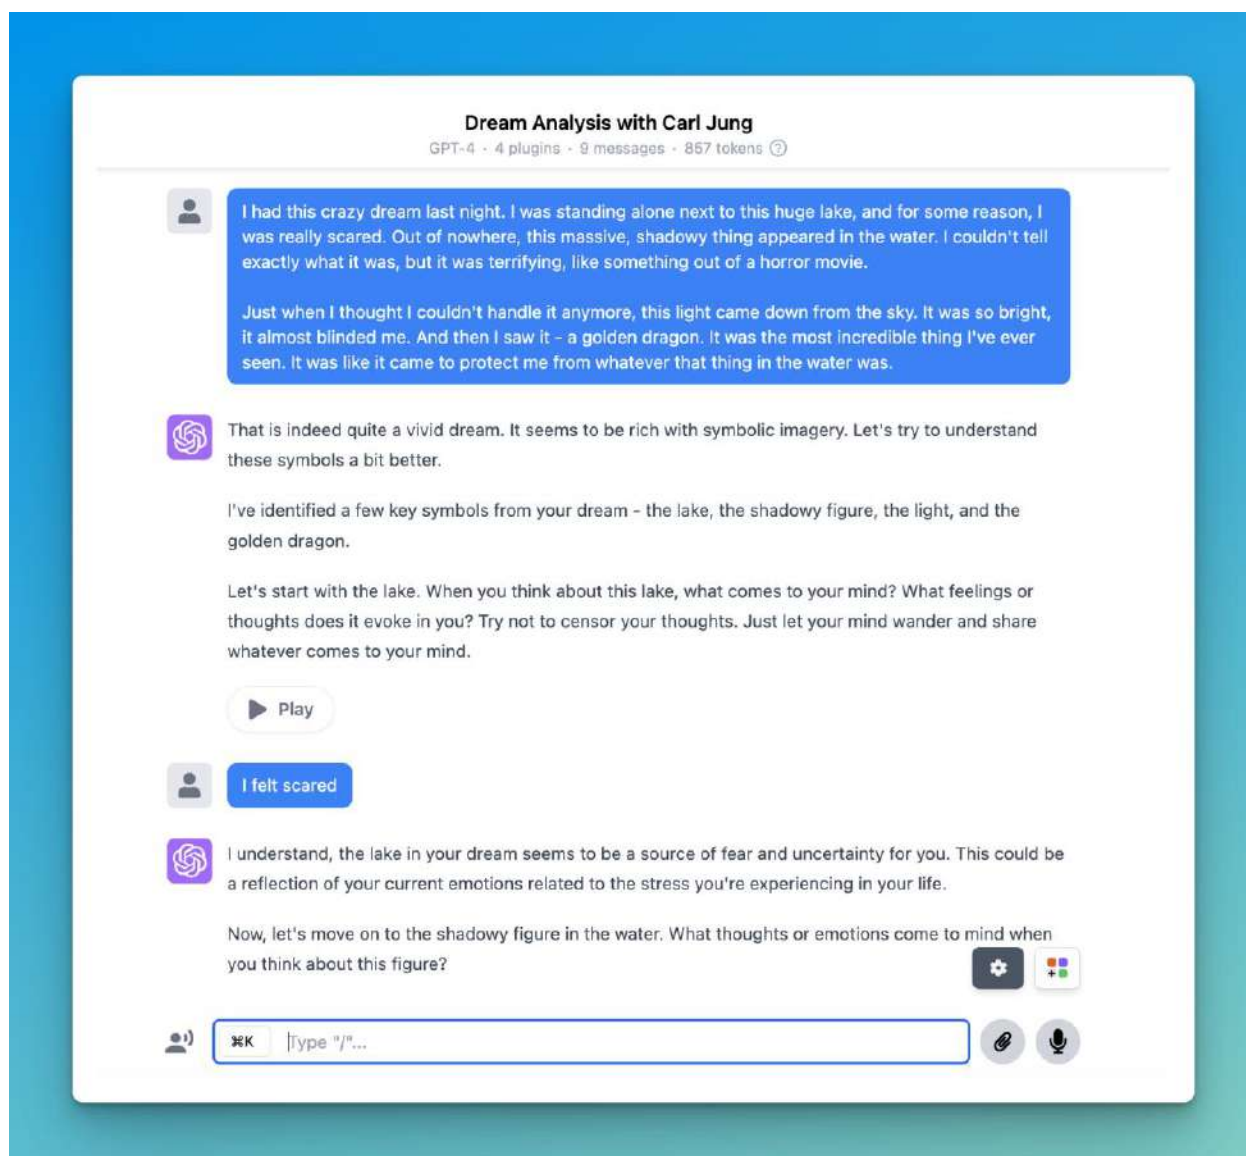 Dream Analysis with Carl Jung
GPT-4 · 4 plugins · 9 messages · 857 tokens ?
I had this crazy dream last night. I was standing alone next to this huge lake, and for some reason, I
was really scared. Out of nowhere, this massive, shadowy thing appeared in the water. I couldn't tell
exactly what it was, but it was terrifying, like something out of a horror movie.
Just when I thought I couldn't handle it anymore, this light came down from the sky. It was so bright,
it almost blinded me. And then I saw it - a golden dragon. It was the most incredible thing I've ever
seen. It was like it came to protect me from whatever that thing in the water was.
That is indeed quite a vivid dream. It seems to be rich with symbolic imagery. Let's try to understand
these symbols a bit better.
I've identified a few key symbols from your dream - the lake, the shadowy figure, the light, and the
golden dragon.
Let's start with the lake. When you think about this lake, what comes to your mind? What feelings or
thoughts does it evoke in you? Try not to censor your thoughts. Just let your mind wander and share
whatever comes to your mind.
Play
I felt scared
I understand, the lake in your dream seems to be a source of fear and uncertainty for you. This could be
a reflection of your current emotions related to the stress you're experiencing in your life.
Now, let's move on to the shadowy figure in the water. What thoughts or emotions come to mind when
you think about this figure?
⌘K Type "/"...